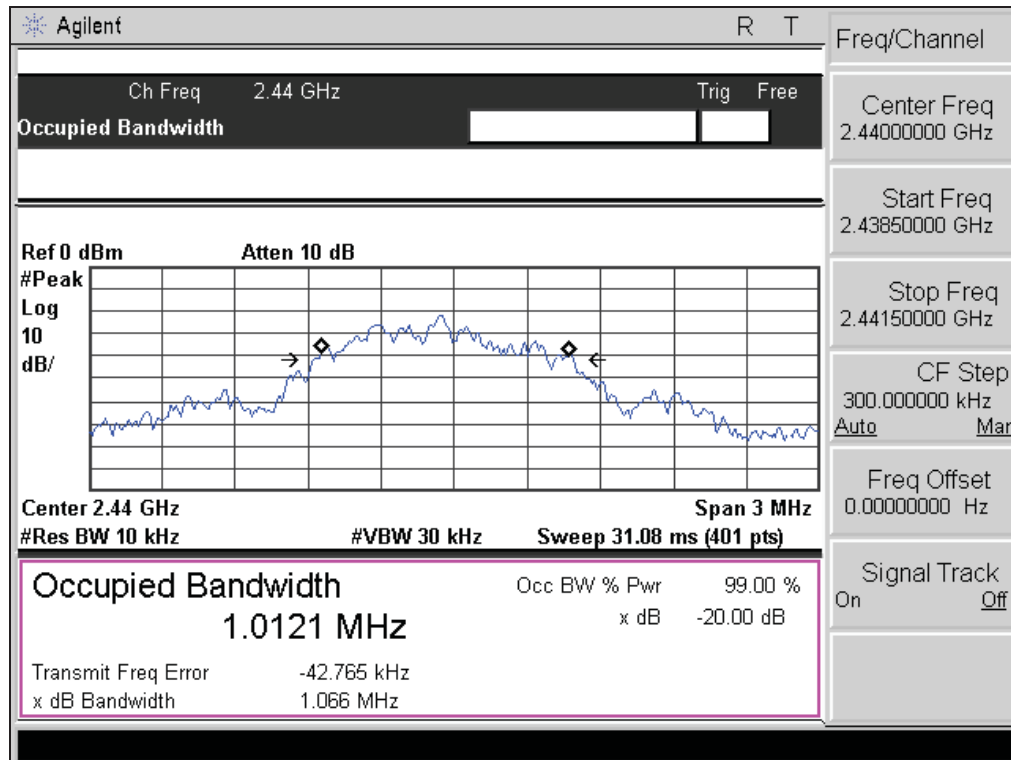 Agilent R T
Ch Freq 2.44 GHz Trig Free
Occupied Bandwidth
Ref 0 dBm Atten 10 dB
#Peak
Log
10
dB/
Center 2.44 GHz Span 3 MHz
#Res BW 10 kHz #VBW 30 kHz Sweep 31.08 ms (401 pts)
Occupied Bandwidth Occ BW % Pwr 99.00 %
1.0121 MHz x dB -20.00 dB
Transmit Freq Error -42.765 kHz
x dB Bandwidth 1.066 MHz
Freq/Channel
Center Freq
2.44000000 GHz
Start Freq
2.43850000 GHz
Stop Freq
2.44150000 GHz
CF Step
300.000000 kHz
Auto Man
Freq Offset
0.00000000 Hz
Signal Track
On Off